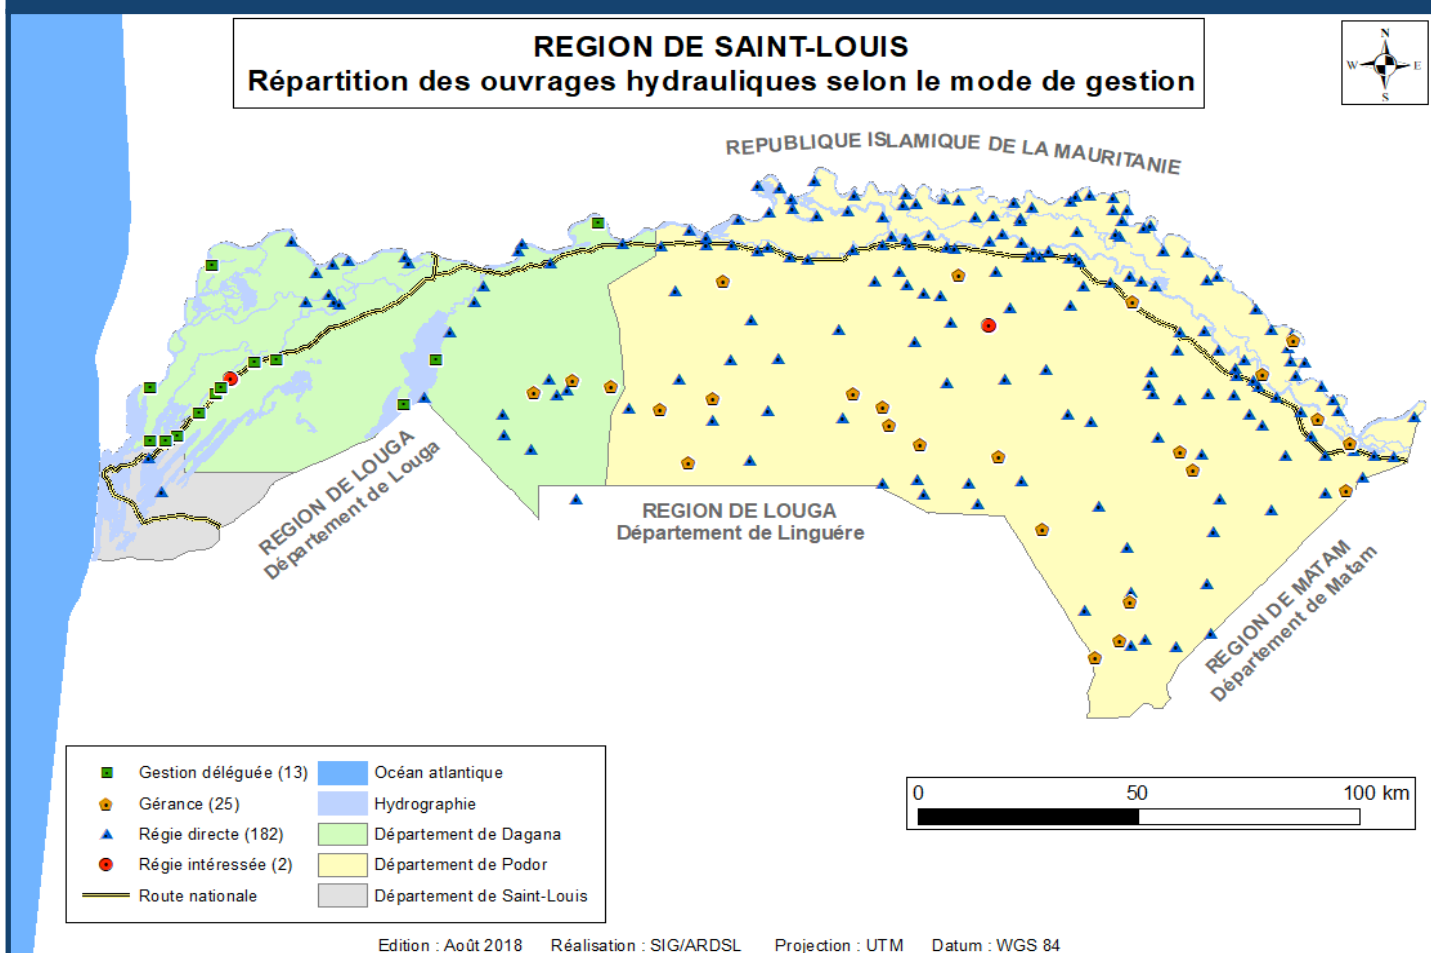 REGION DE SAINT-LOUIS
Répartition des ouvrages hydrauliques selon le mode de gestion
N
W E
S
REPUBLIQUE ISLAMIQUE DE LA MAURITANIE
REGION DE LOUGA
Département de Louga
REGION DE LOUGA
Département de Linguére
REGION DE MATAM
Département de Matam
Gestion déléguée (13)
Gérance (25)
Régie directe (182)
Régie intéressée (2)
Route nationale
Océan atlantique
Hydrographie
Département de Dagana
Département de Podor
Département de Saint-Louis
0 50 100 km
Edition : Août 2018 Réalisation : SIG/ARDSL Projection : UTM Datum : WGS 84